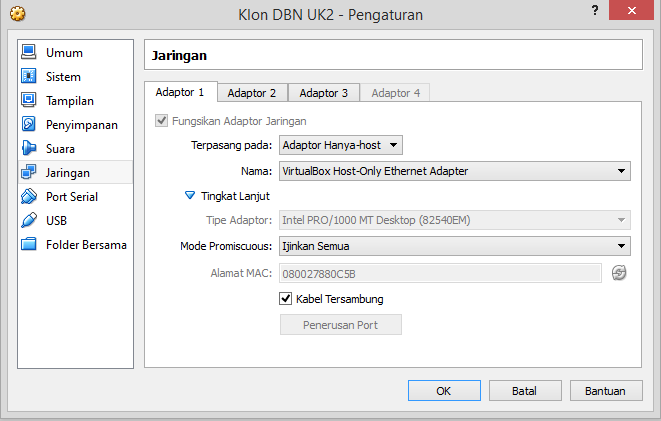 Klon DBN UK2 - Pengaturan
?
Umum
Sistem
Tampilan
Penyimpanan
Suara
Jaringan
Port Serial
USB
Folder Bersama
Jaringan
Adaptor 1 Adaptor 2 Adaptor 3 Adaptor 4
Fungsikan Adaptor Jaringan
Terpasang pada: Adaptor Hanya-host
Nama: VirtualBox Host-Only Ethernet Adapter
Tingkat Lanjut
Tipe Adaptor: Intel PRO/1000 MT Desktop (82540EM)
Mode Promiscuous: Ijinkan Semua
Alamat MAC: 080027880C5B
Kabel Tersambung
Penerusan Port
OK Batal Bantuan